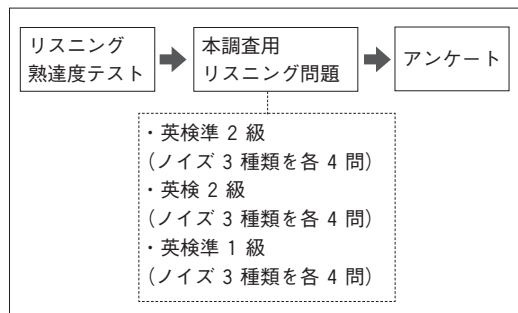 リスニング
熟達度テスト
本調査用
リスニング問題
アンケート
・英検準 2 級
(ノイズ 3 種類を各 4 問)
・英検 2 級
(ノイズ 3 種類を各 4 問)
・英検準 1 級
(ノイズ 3 種類を各 4 問)